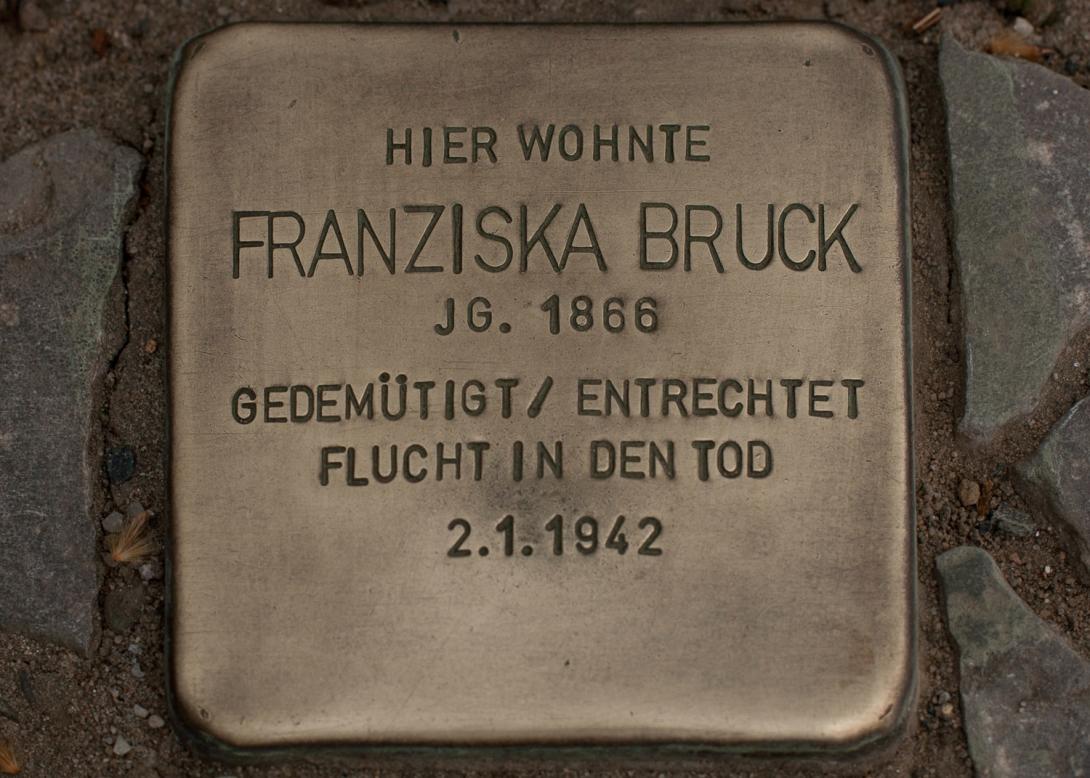 HIER WOHNTE
FRANZISKA BRUCK
JG. 1866
GEDEMÜTIGT/ ENTRECHTET
FLUCHT IN DEN TOD
2.1.1942